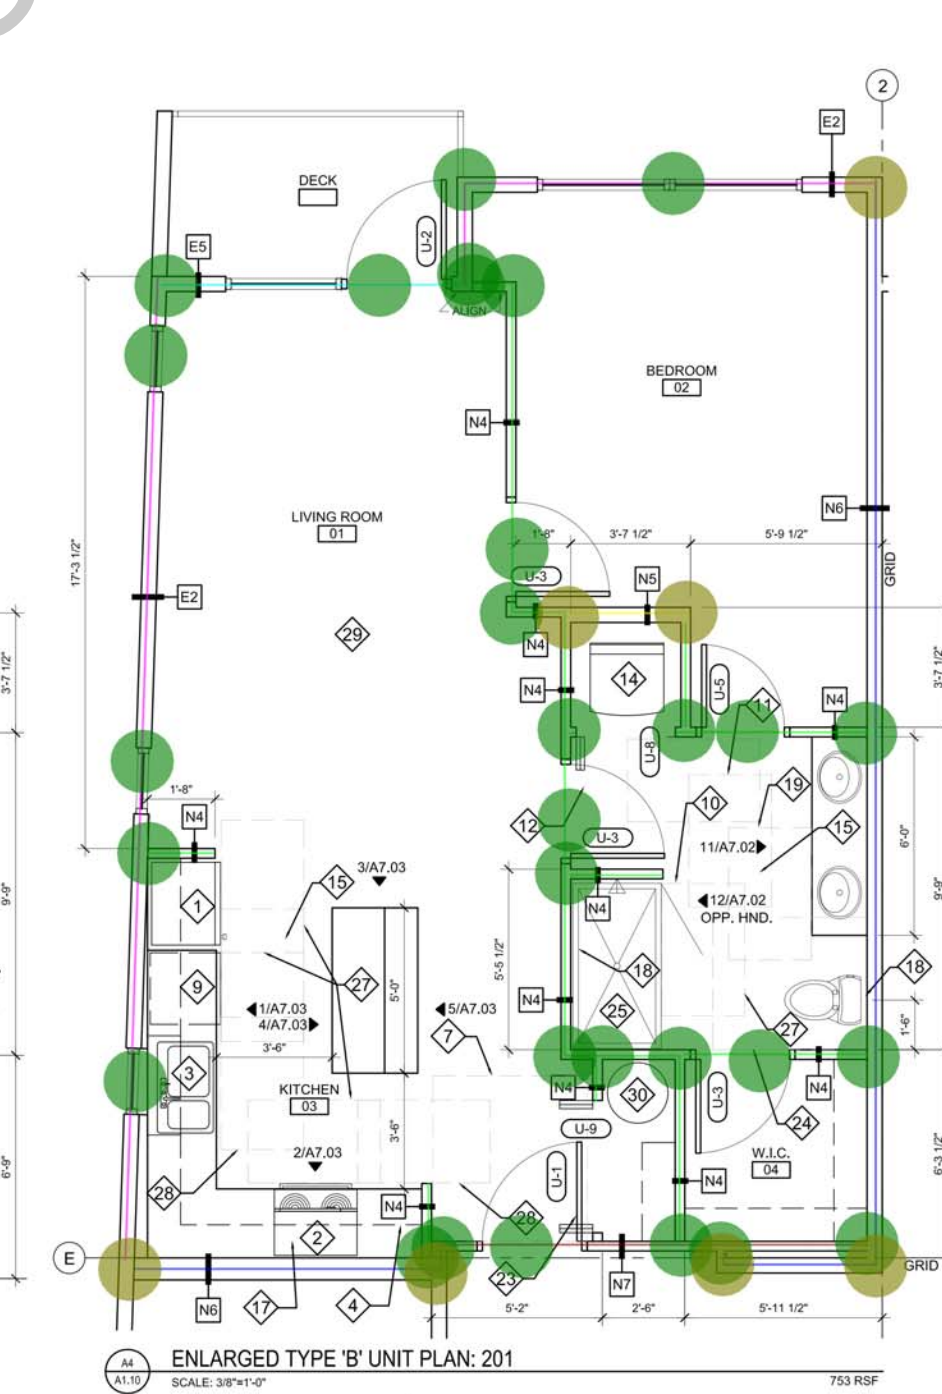 2
E2
DECK
U-2
E5
ALIGN
BEDROOM
02
N4
LIVING ROOM
01
N6
1'-8"
3'-7 1/2"
5'-9 1/2"
GRID
17'-3 1/2"
U-3
N5
E2
29
N4
3'-7 1/2"
3'-7 1/2"
14
N4
U-5
11
N4
U-8
1'-8"
10
19
N4
12
U-3
15
11/A7.02
6'-0"
3/A7.03
15
9'-9"
9'-9"
1
N4
12/A7.02
OPP. HND.
5'-5 1/2"
18
18
9
27
5'-0"
1/A7.03
4/A7.03
5/A7.03
N4
25
27
1'-6"
7
3'-6"
3
KITCHEN
03
N4
30
U-3
N4
24
3'-6"
U-9
2/A7.03
W.I.C.
04
6'-9"
6'-3 1/2"
U-1
28
N4
N4
28
2
E
GRID
23
N6
17
4
N7
5'-2"
2'-6"
5'-11 1/2"
A4
A1.10
ENLARGED TYPE 'B' UNIT PLAN: 201
SCALE: 3/8"=1'-0"
753 RSF